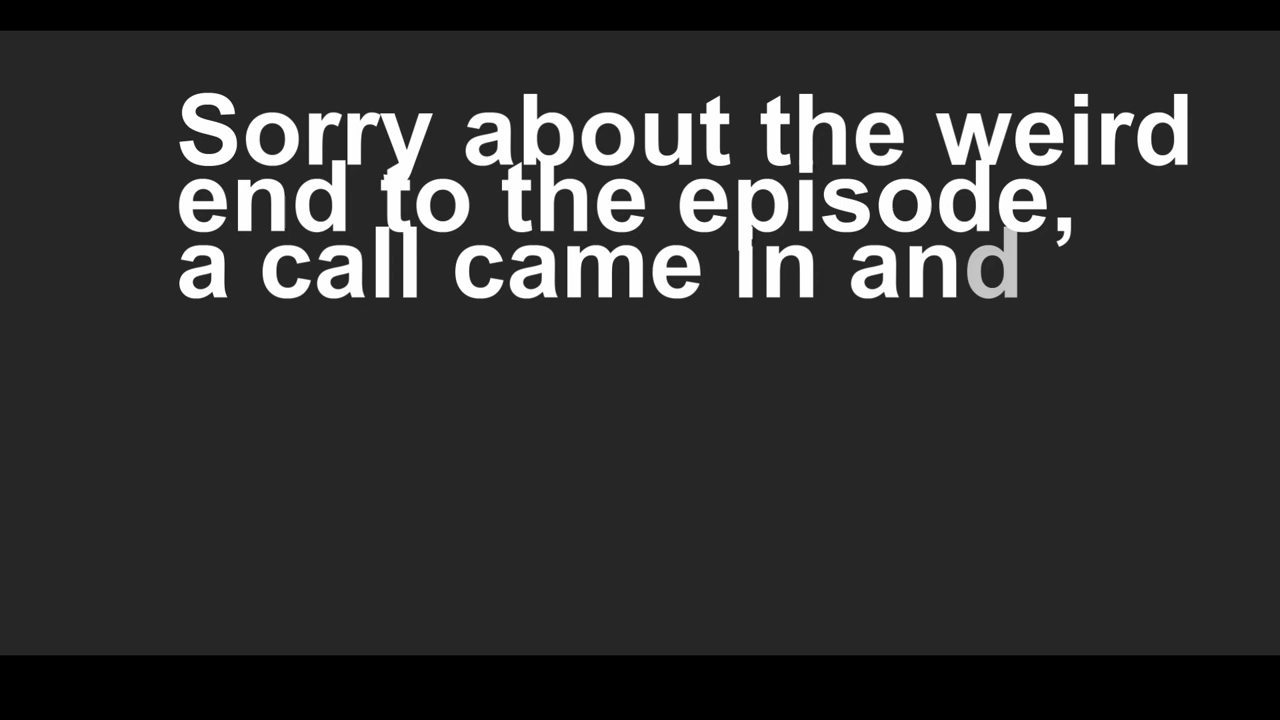 Sorry about the weird
end to the episode,
a call came in and